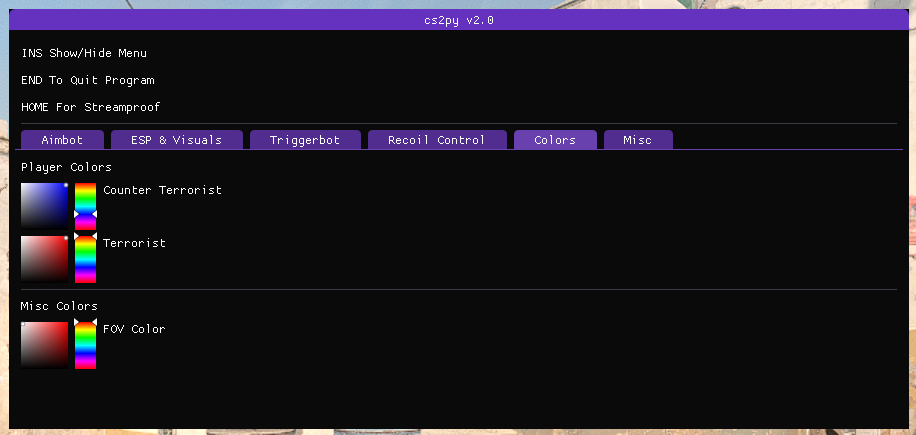 cs2py v2.0
INS Show/Hide Menu
END To Quit Program
HOME For Streamproof
Aimbot ESP & Visuals Triggerbot Recoil Control Colors Misc
Player Colors
Counter Terrorist
Terrorist
Misc Colors
FOV Color